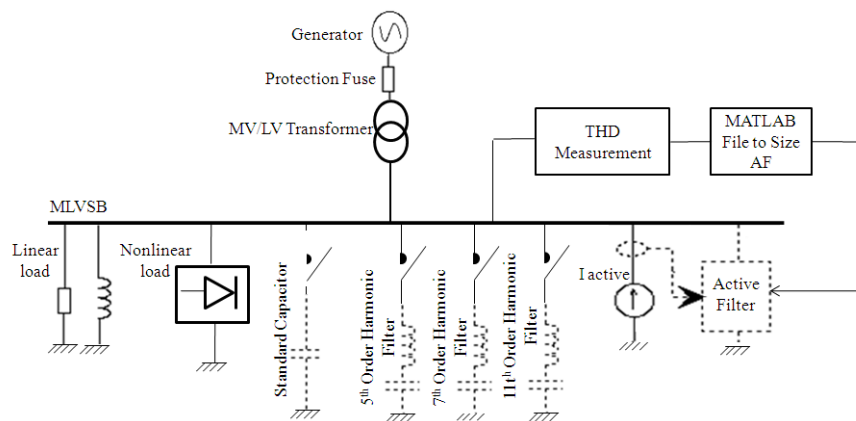 Generator
Protection Fuse
MV/LV Transformer
THD
Measurement
MATLAB
File to Size
AF
MLVSB
Linear
load
Nonlinear
load
Standard Capacitor
5th Order Harmonic
Filter
7th Order Harmonic
Filter
11th Order Harmonic
Filter
I active
Active
Filter